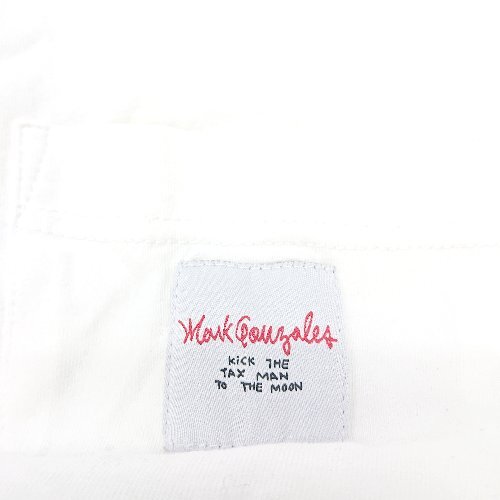 Mark Gonzales
KICK THE
TAX MAN
TO THE MOON